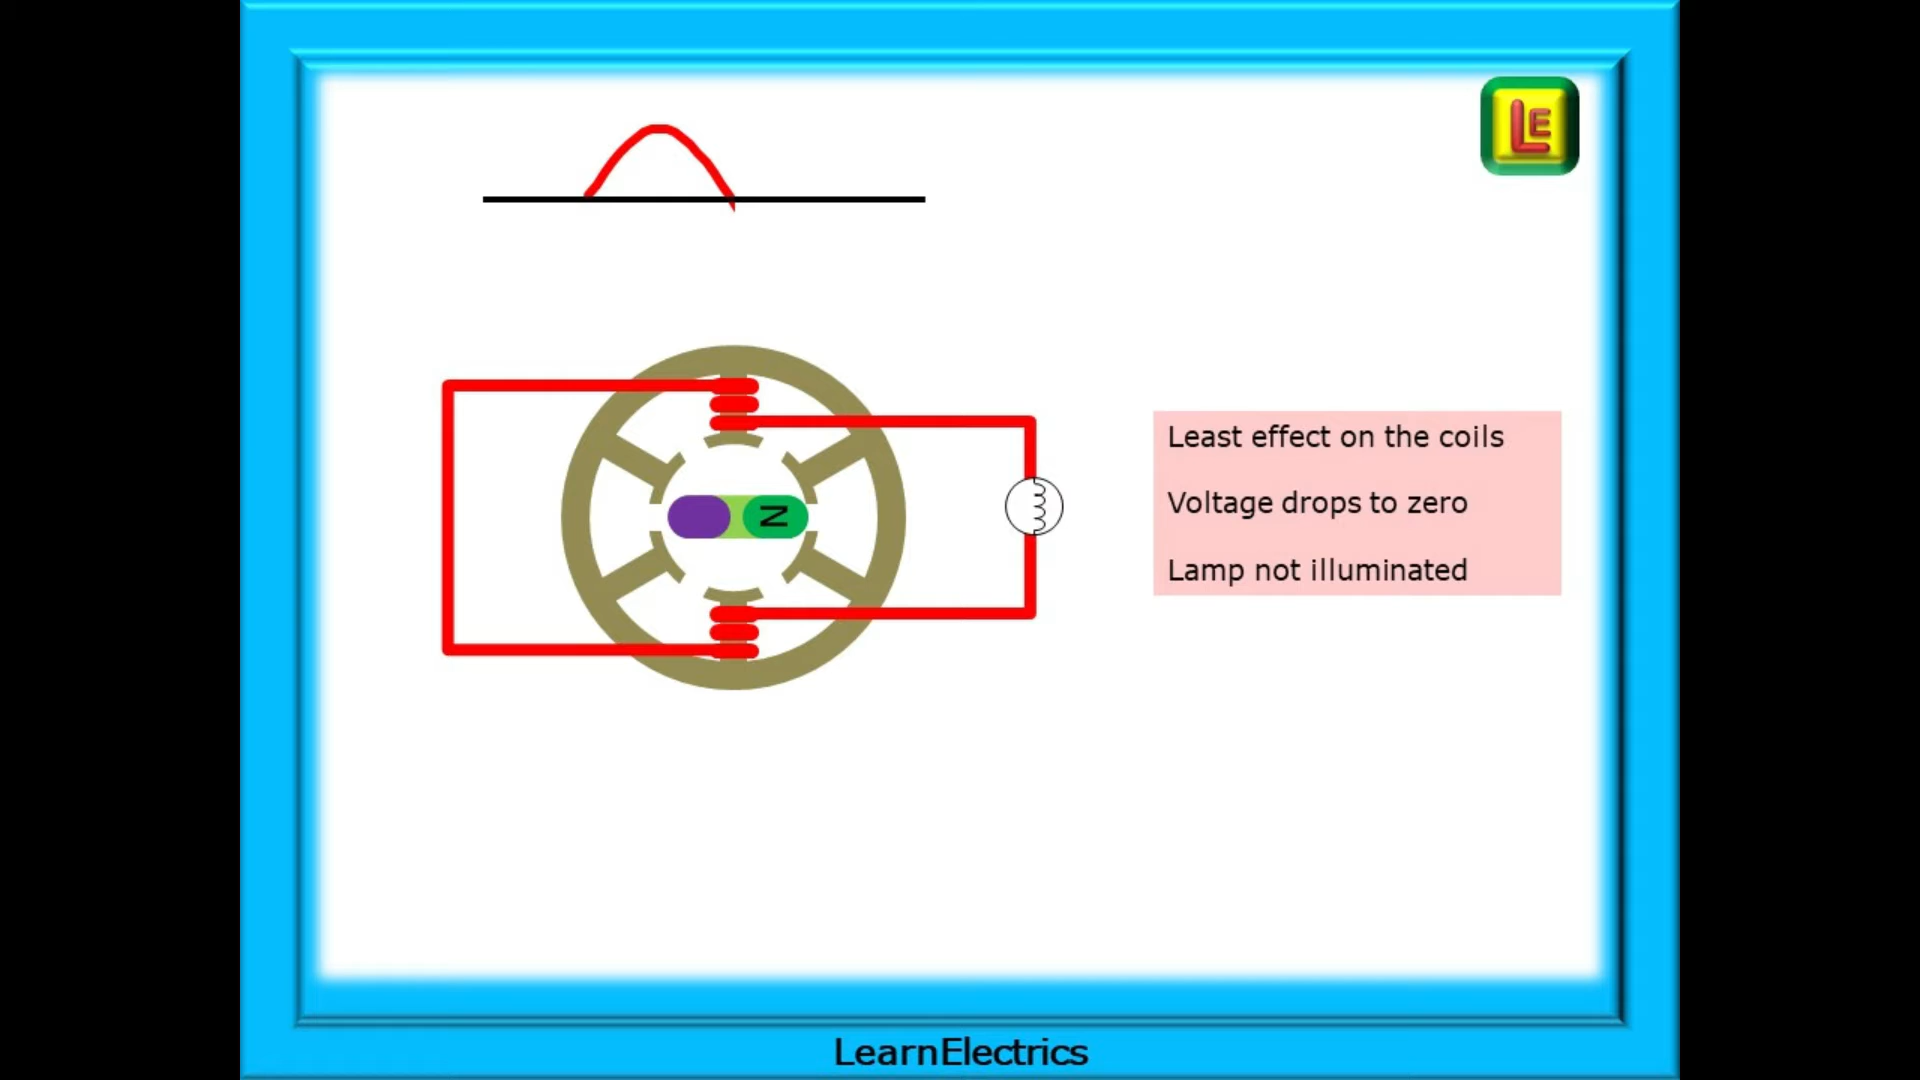 LE
N
Least effect on the coils
Voltage drops to zero
Lamp not illuminated
LearnElectrics